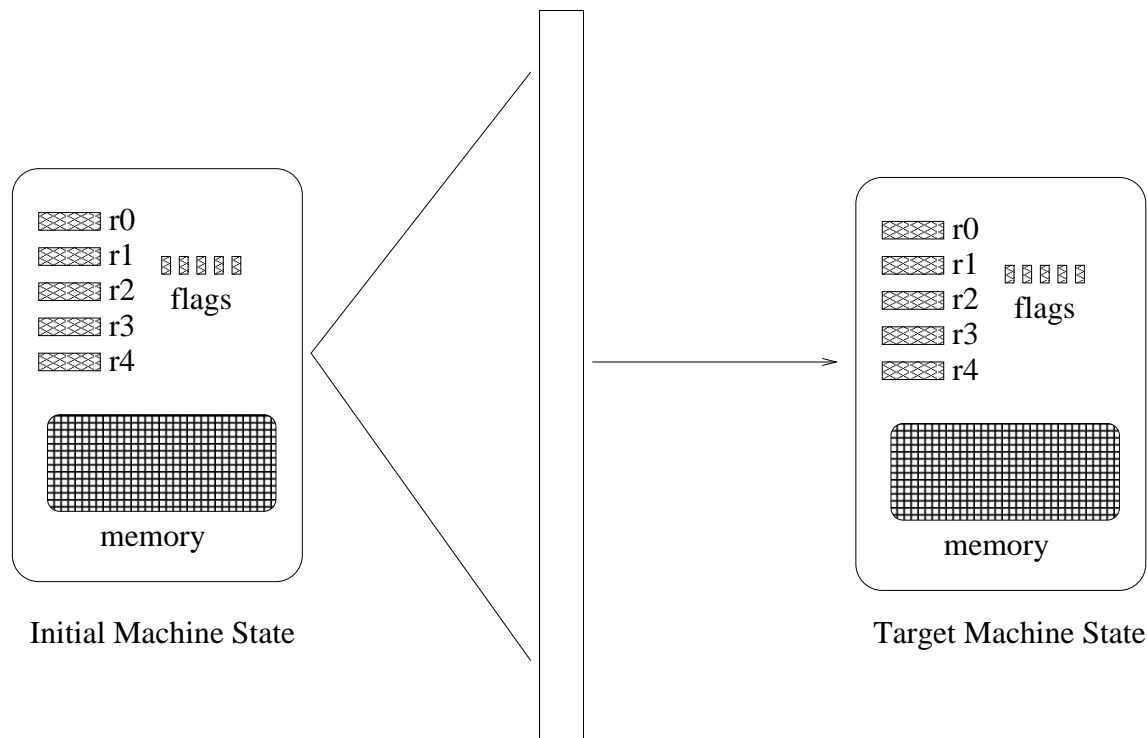 r0
r1
r2
r3
r4
flags
memory
Initial Machine State
r0
r1
r2
r3
r4
flags
memory
Target Machine State